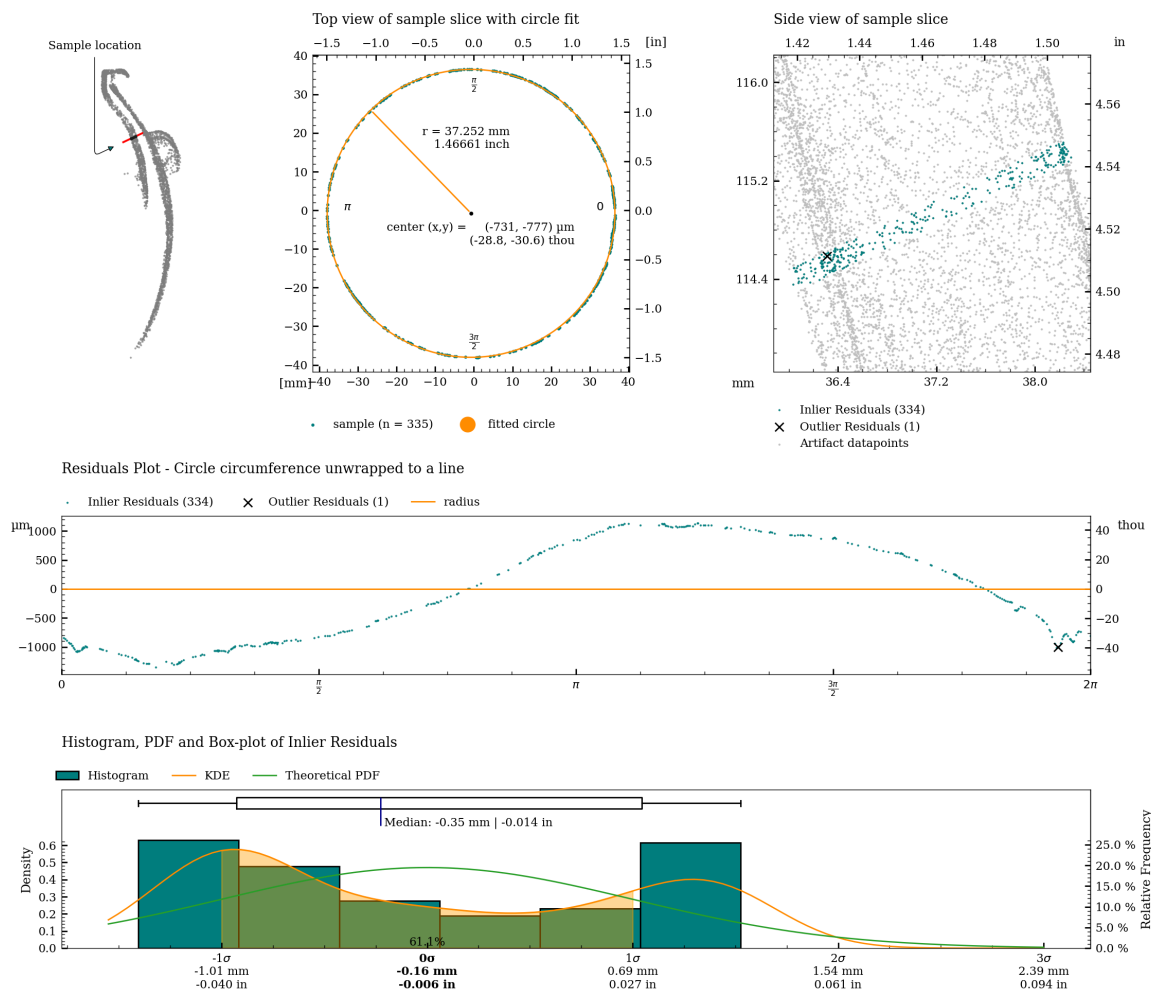 Sample location
Top view of sample slice with circle fit
−1.5 −1.0 −0.5 0.0 0.5 1.0 1.5 [in]
40
30
20
10
0
−10
−20
−30
−40
1.5
1.0
0.5
0.0
−0.5
−1.0
−1.5
π/2
r = 37.252 mm
1.46661 inch
π
0
center (x,y) = (-731, -777) µm
(-28.8, -30.6) thou
3π/2
[mm]
−40 −30 −20 −10 0 10 20 30 40
sample (n = 335) fitted circle
Side view of sample slice
1.42 1.44 1.46 1.48 1.50 in
116.0
115.2
114.4
4.56
4.54
4.52
4.50
4.48
mm 36.4 37.2 38.0
Inlier Residuals (334)
Outlier Residuals (1)
Artifact datapoints
Residuals Plot - Circle circumference unwrapped to a line
Inlier Residuals (334) Outlier Residuals (1) radius
µm
1000
500
0
−500
−1000
40
20
0
−20
−40
thou
0 π/2 π 3π/2 2π
Histogram, PDF and Box-plot of Inlier Residuals
Histogram KDE Theoretical PDF
Median: -0.35 mm | -0.014 in
Density
0.6
0.5
0.4
0.3
0.2
0.1
0.0
61.1%
25.0 %
20.0 %
15.0 %
10.0 %
5.0 %
0.0 %
Relative Frequency
-1σ 0σ 1σ 2σ 3σ
-1.01 mm -0.16 mm 0.69 mm 1.54 mm 2.39 mm
-0.040 in -0.006 in 0.027 in 0.061 in 0.094 in